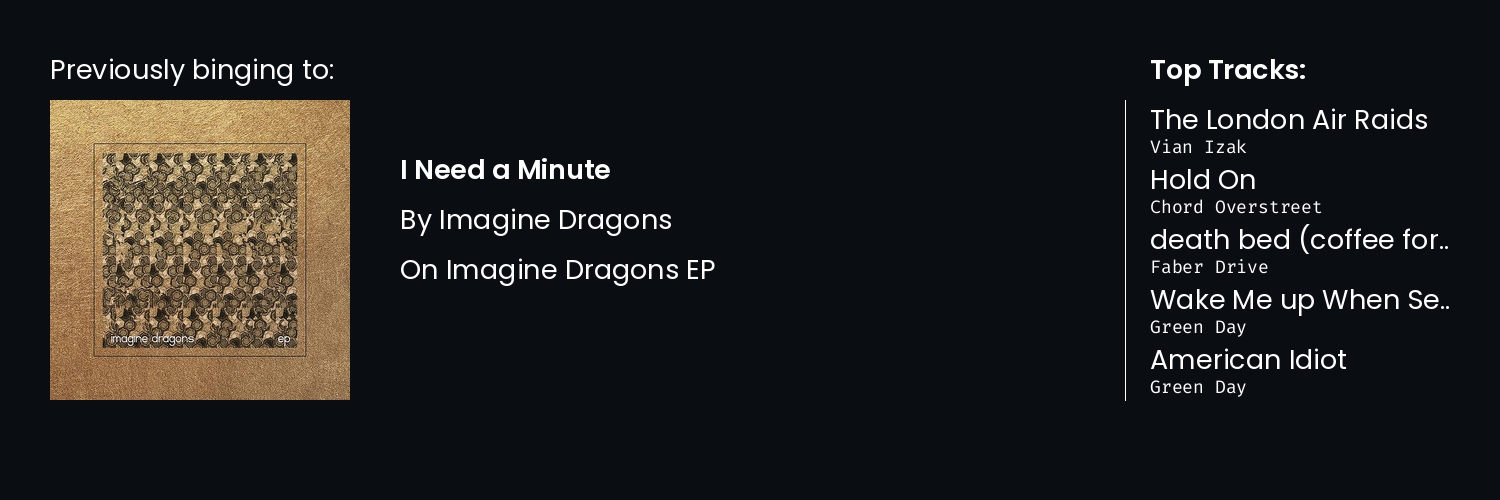 Previously binging to:
imagine dragons
ep
I Need a Minute
By Imagine Dragons
On Imagine Dragons EP
Top Tracks:
The London Air Raids
Vian Izak
Hold On
Chord Overstreet
death bed (coffee for..
Faber Drive
Wake Me up When Se..
Green Day
American Idiot
Green Day